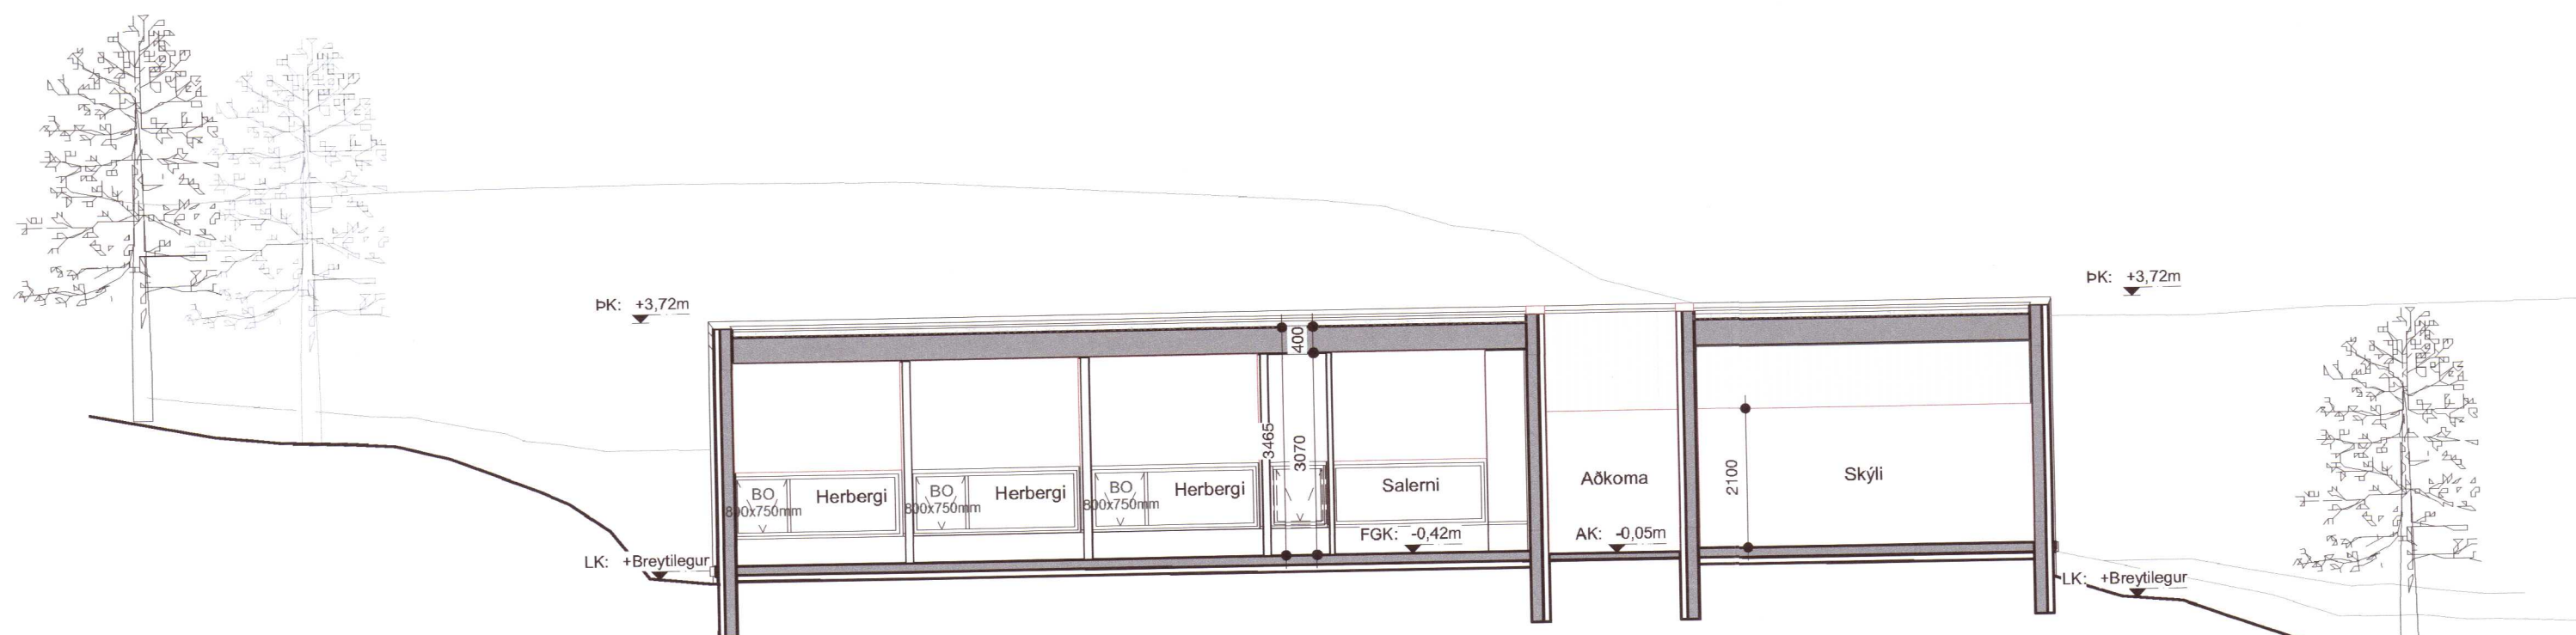 ÞK: +3,72m
ÞK: +3,72m
400
3465
3070
2100
BO
800x750mm
Herbergi
BO
800x750mm
Herbergi
BO
800x750mm
Herbergi
Salerni
Aðkoma
Skýli
FGK: -0,42m
AK: -0,05m
LK: +Breytilegur
LK: +Breytilegur